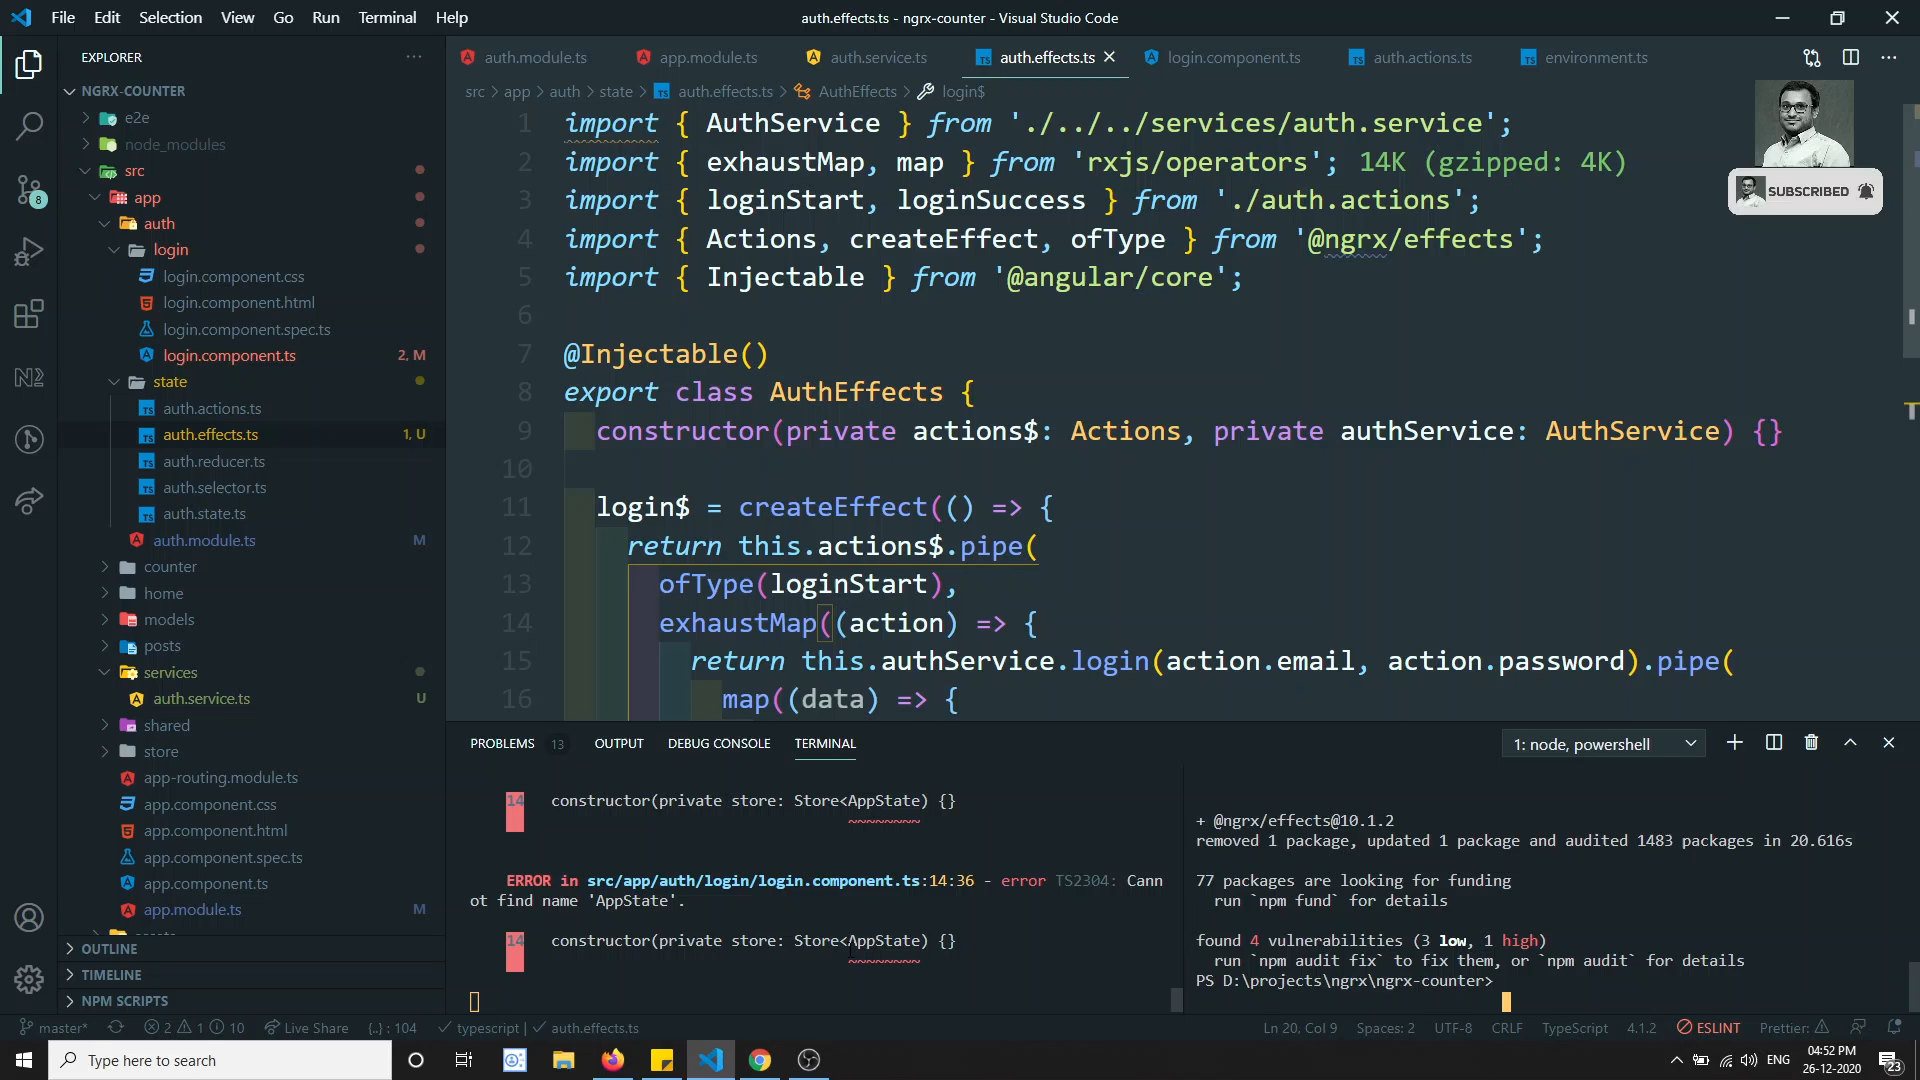 File Edit Selection View Go Run Terminal Help
auth.effects.ts - ngrx-counter - Visual Studio Code
EXPLORER
NGRX-COUNTER
e2e
node_modules
src
app
auth
login
login.component.css
login.component.html
login.component.spec.ts
login.component.ts 2, M
state
auth.actions.ts
auth.effects.ts 1, U
auth.reducer.ts
auth.selector.ts
auth.state.ts
auth.module.ts M
counter
home
models
posts
services
auth.service.ts U
shared
store
app-routing.module.ts
app.component.css
app.component.html
app.component.spec.ts
app.component.ts
app.module.ts M
OUTLINE
TIMELINE
NPM SCRIPTS
8
auth.module.ts app.module.ts auth.service.ts auth.effects.ts login.component.ts auth.actions.ts environment.ts
src > app > auth > state > auth.effects.ts > AuthEffects > login$
1 import { AuthService } from './../../services/auth.service';
2 import { exhaustMap, map } from 'rxjs/operators'; 14K (gzipped: 4K)
3 import { loginStart, loginSuccess } from './auth.actions';
4 import { Actions, createEffect, ofType } from '@ngrx/effects';
5 import { Injectable } from '@angular/core';
6
7 @Injectable()
8 export class AuthEffects {
9 constructor(private actions$: Actions, private authService: AuthService) {}
10
11 login$ = createEffect(() => {
12 return this.actions$.pipe(
13 ofType(loginStart),
14 exhaustMap((action) => {
15 return this.authService.login(action.email, action.password).pipe(
16 map((data) => {
SUBSCRIBED
PROBLEMS 13 OUTPUT DEBUG CONSOLE TERMINAL
1: node, powershell
14 constructor(private store: Store<AppState) {}
~~~~~~~~
ERROR in src/app/auth/login/login.component.ts:14:36 - error TS2304: Cann
ot find name 'AppState'.
14 constructor(private store: Store<AppState) {}
~~~~~~~~
+ @ngrx/effects@10.1.2
removed 1 package, updated 1 package and audited 1483 packages in 20.616s
77 packages are looking for funding
run `npm fund` for details
found 4 vulnerabilities (3 low, 1 high)
run `npm audit fix` to fix them, or `npm audit` for details
PS D:\projects\ngrx\ngrx-counter>
master* 2 1 10 Live Share {..} : 104 typescript | auth.effects.ts
Ln 20, Col 9 Spaces: 2 UTF-8 CRLF TypeScript 4.1.2 ESLINT Prettier:
Type here to search
ENG
04:52 PM
26-12-2020
23